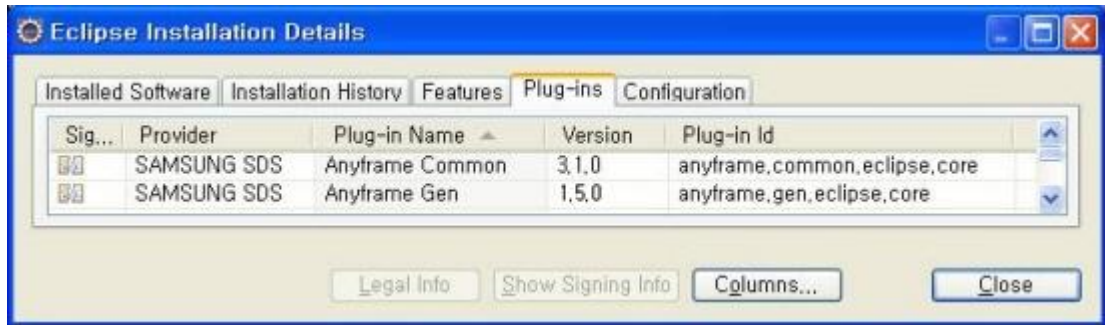 Eclipse Installation Details
Installed Software Installation History Features Plug-ins Configuration
Sig... Provider Plug-in Name Version Plug-in Id
SAMSUNG SDS Anyframe Common 3,1,0 anyframe,common,eclipse,core
SAMSUNG SDS Anyframe Gen 1,5,0 anyframe,gen,eclipse,core
Legal Info Show Signing Info Columns... Close